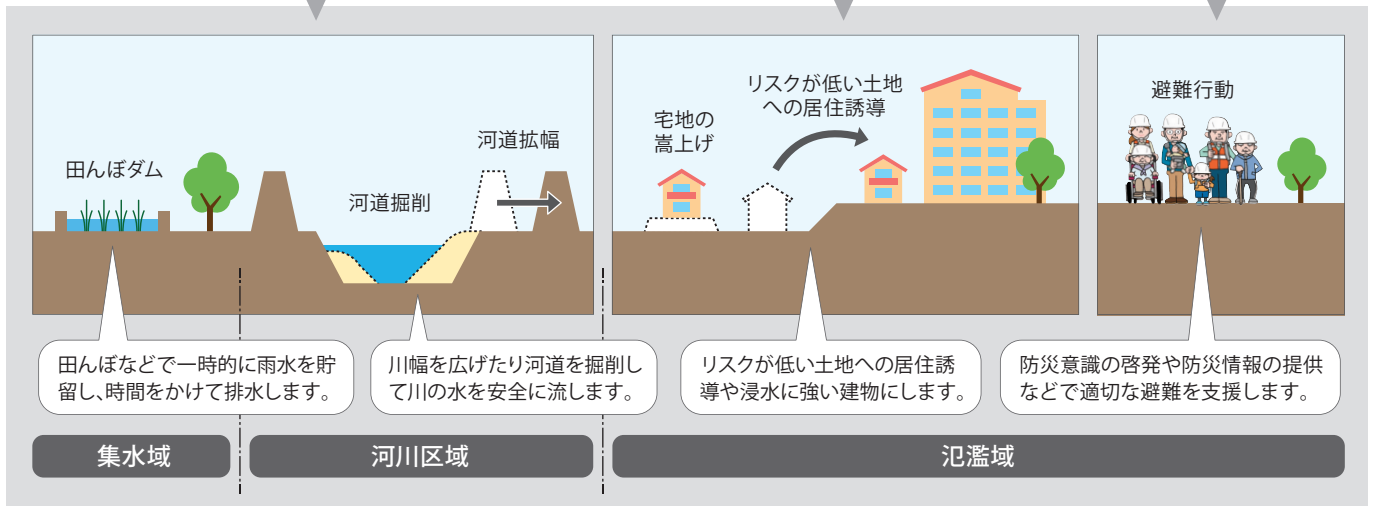 田んぼダム
河道掘削
河道拡幅
宅地の
嵩上げ
リスクが低い土地
への居住誘導
避難行動
田んぼなどで一時的に雨水を貯
留し、時間をかけて排水します。
川幅を広げたり河道を掘削し
て川の水を安全に流します。
リスクが低い土地への居住誘
導や浸水に強い建物にします。
防災意識の啓発や防災情報の提供
などで適切な避難を支援します。
集水域
河川区域
氾濫域